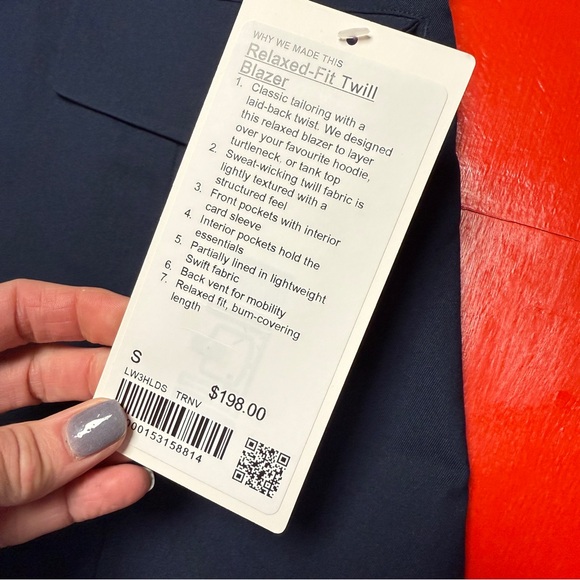 WHY WE MADE THIS
Relaxed-Fit Twill
Blazer
1. Classic tailoring with a
laid-back twist. We designed
this relaxed blazer to layer
over your favourite hoodie,
turtleneck. or tank top
2. Sweat-wicking twill fabric is
lightly textured with a
structured feel
3. Front pockets with interior
card sleeve
4. Interior pockets hold the
essentials
5. Partially lined in lightweight
Swift fabric
6. Back vent for mobility
7. Relaxed fit, bum-covering
length
S
LW3HLDS TRNV $198.00
000153158814